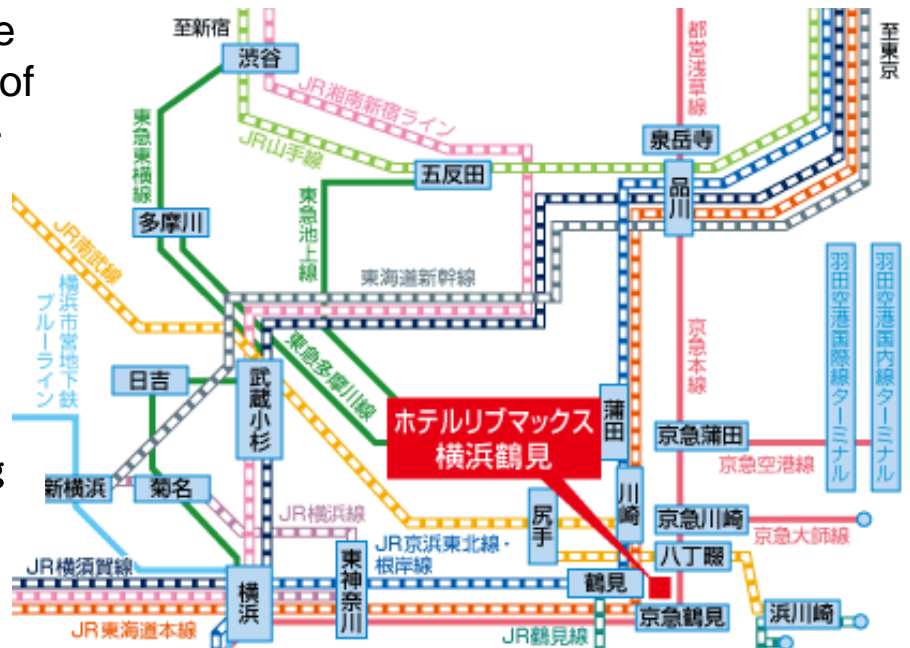 e
of
g
至新宿
渋谷
JR湘南新宿ライン
JR山手線
都営浅草線
至東京
泉岳寺
東急東横線
五反田
品川
東急池上線
多摩川
JR南武線
東海道新幹線
横浜市営地下鉄
ブルーライン
羽田空港国際線ターミナル
羽田空港国内線ターミナル
京急本線
東急多摩川線
日吉
武蔵小杉
ホテルリブマックス
横浜鶴見
蒲田
京急蒲田
京急空港線
新横浜
菊名
川崎
尻手
京急川崎
京急大師線
JR横浜線
JR京浜東北線・
根岸線
東神奈川
八丁畷
JR横須賀線
横浜
鶴見
京急鶴見
浜川崎
JR東海道本線
JR鶴見線